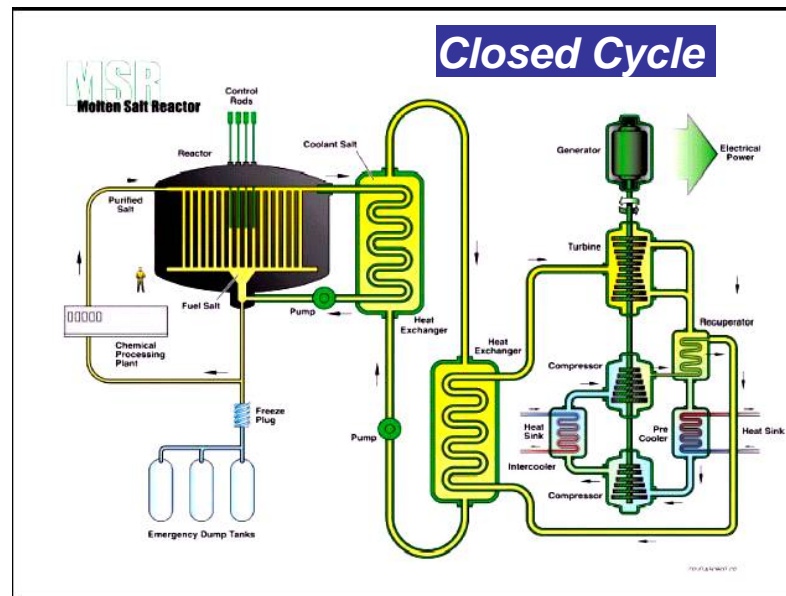 Closed Cycle
MSR
Molten Salt Reactor
Control
Rods
Reactor
Coolant Salt
Purified
Salt
Fuel Salt
Pump
Heat
Exchanger
Chemical
Processing
Plant
Freeze
Plug
Emergency Dump Tanks
Pump
Heat
Exchanger
Generator
Electrical
Power
Turbine
Recuperator
Compressor
Heat
Sink
Intercooler
Pre
Cooler
Heat Sink
Compressor